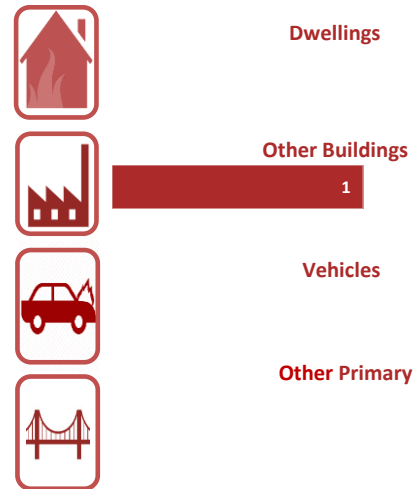 Dwellings
Other Buildings
1
Vehicles
Other Primary